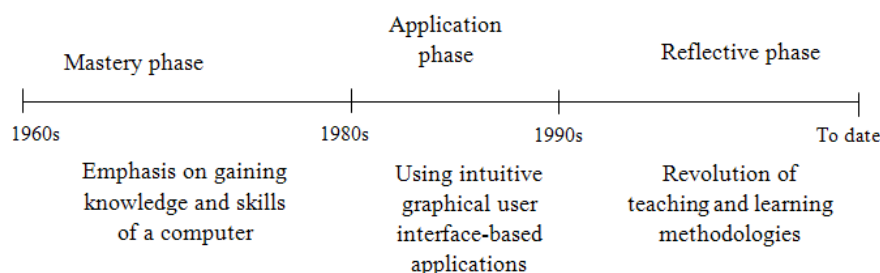 Mastery phase
Application
phase
Reflective phase
1960s
1980s
1990s
To date
Emphasis on gaining
knowledge and skills
of a computer
Using intuitive
graphical user
interface-based
applications
Revolution of
teaching and learning
methodologies